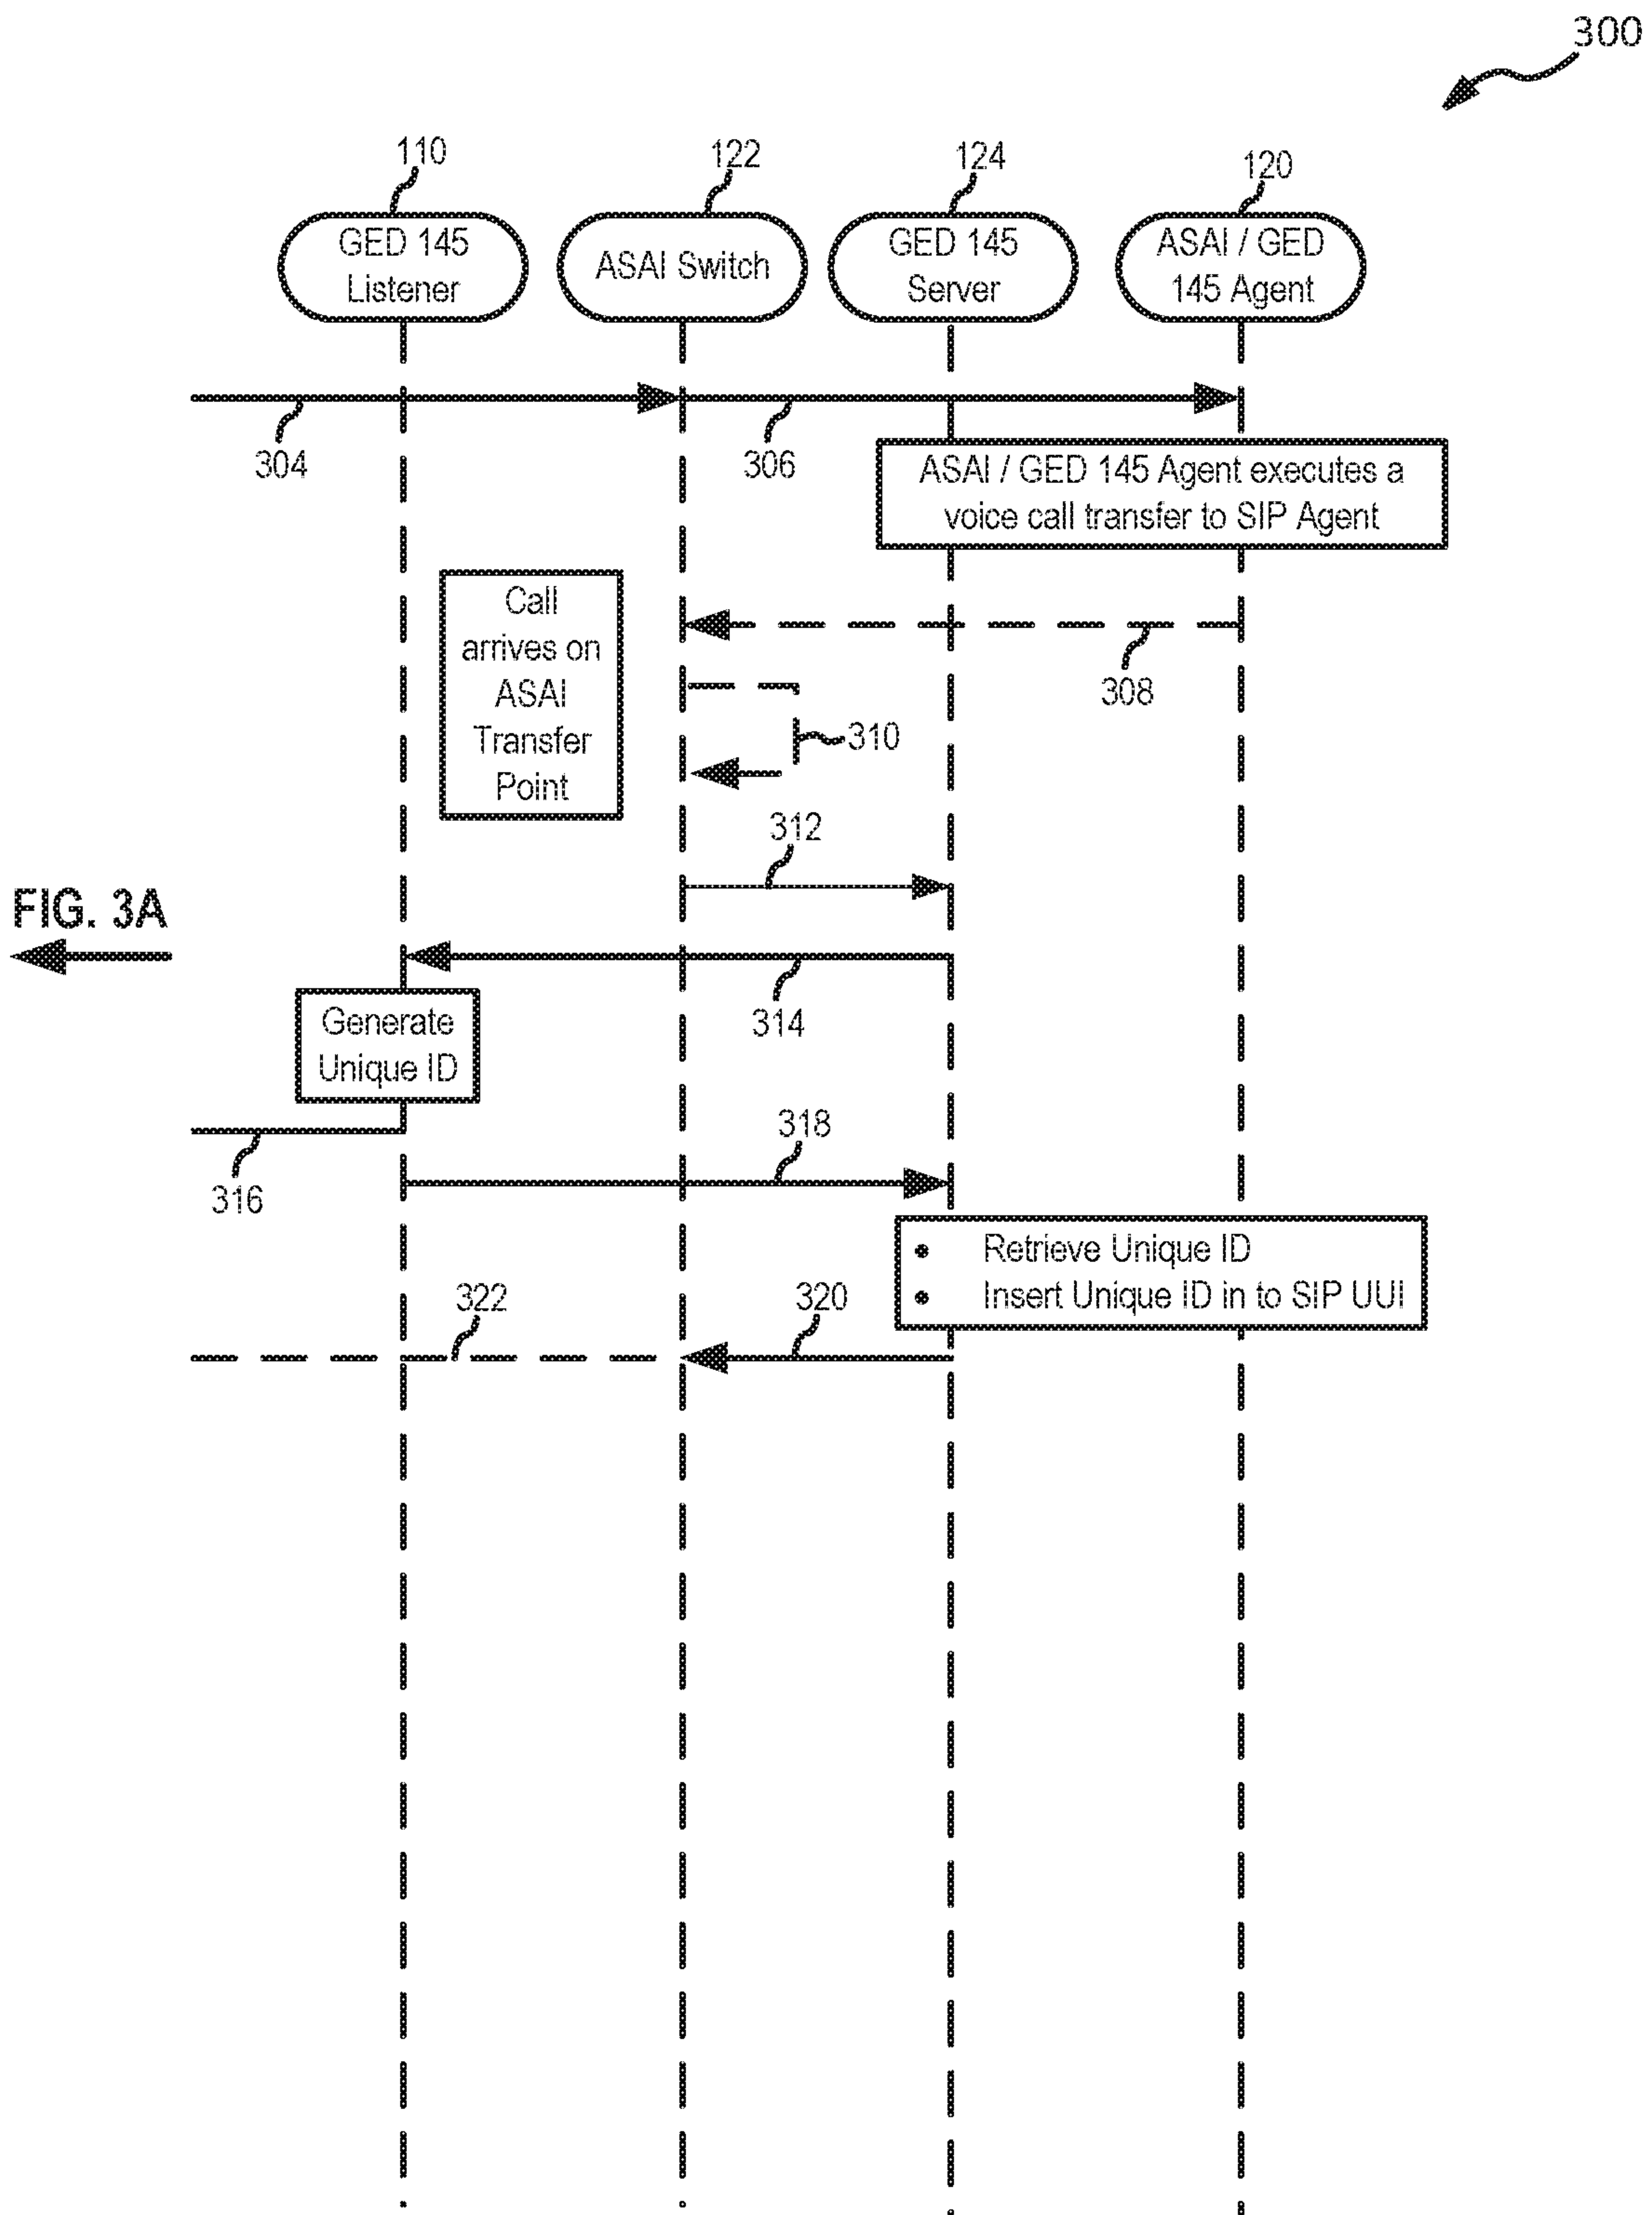 300
110
122
124
120
GED 145
Listener
ASAI Switch
GED 145
Server
ASAI / GED
145 Agent
304
306
ASAI / GED 145 Agent executes a
voice call transfer to SIP Agent
Call
arrives on
ASAI
Transfer
Point
308
310
312
FIG. 3A
314
Generate
Unique ID
316
318
• Retrieve Unique ID
• Insert Unique ID in to SIP UUI
322
320